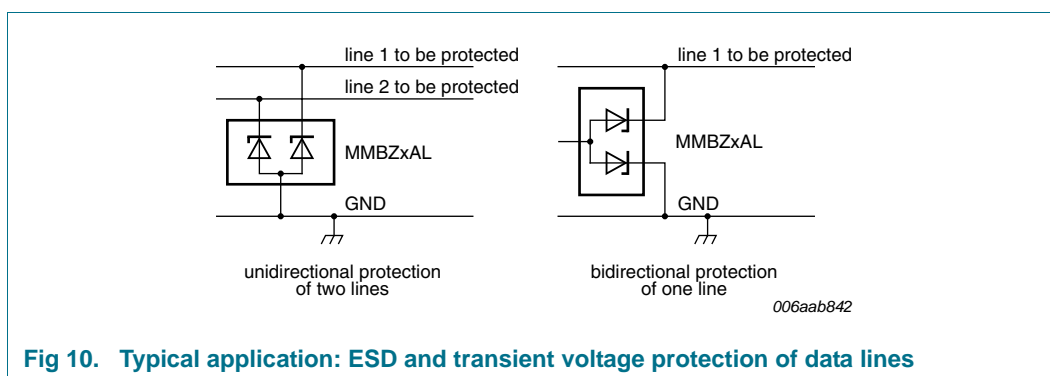 line 1 to be protected
line 2 to be protected
MMBZxAL
GND
unidirectional protection
of two lines
line 1 to be protected
MMBZxAL
GND
bidirectional protection
of one line
006aab842
Fig 10. Typical application: ESD and transient voltage protection of data lines